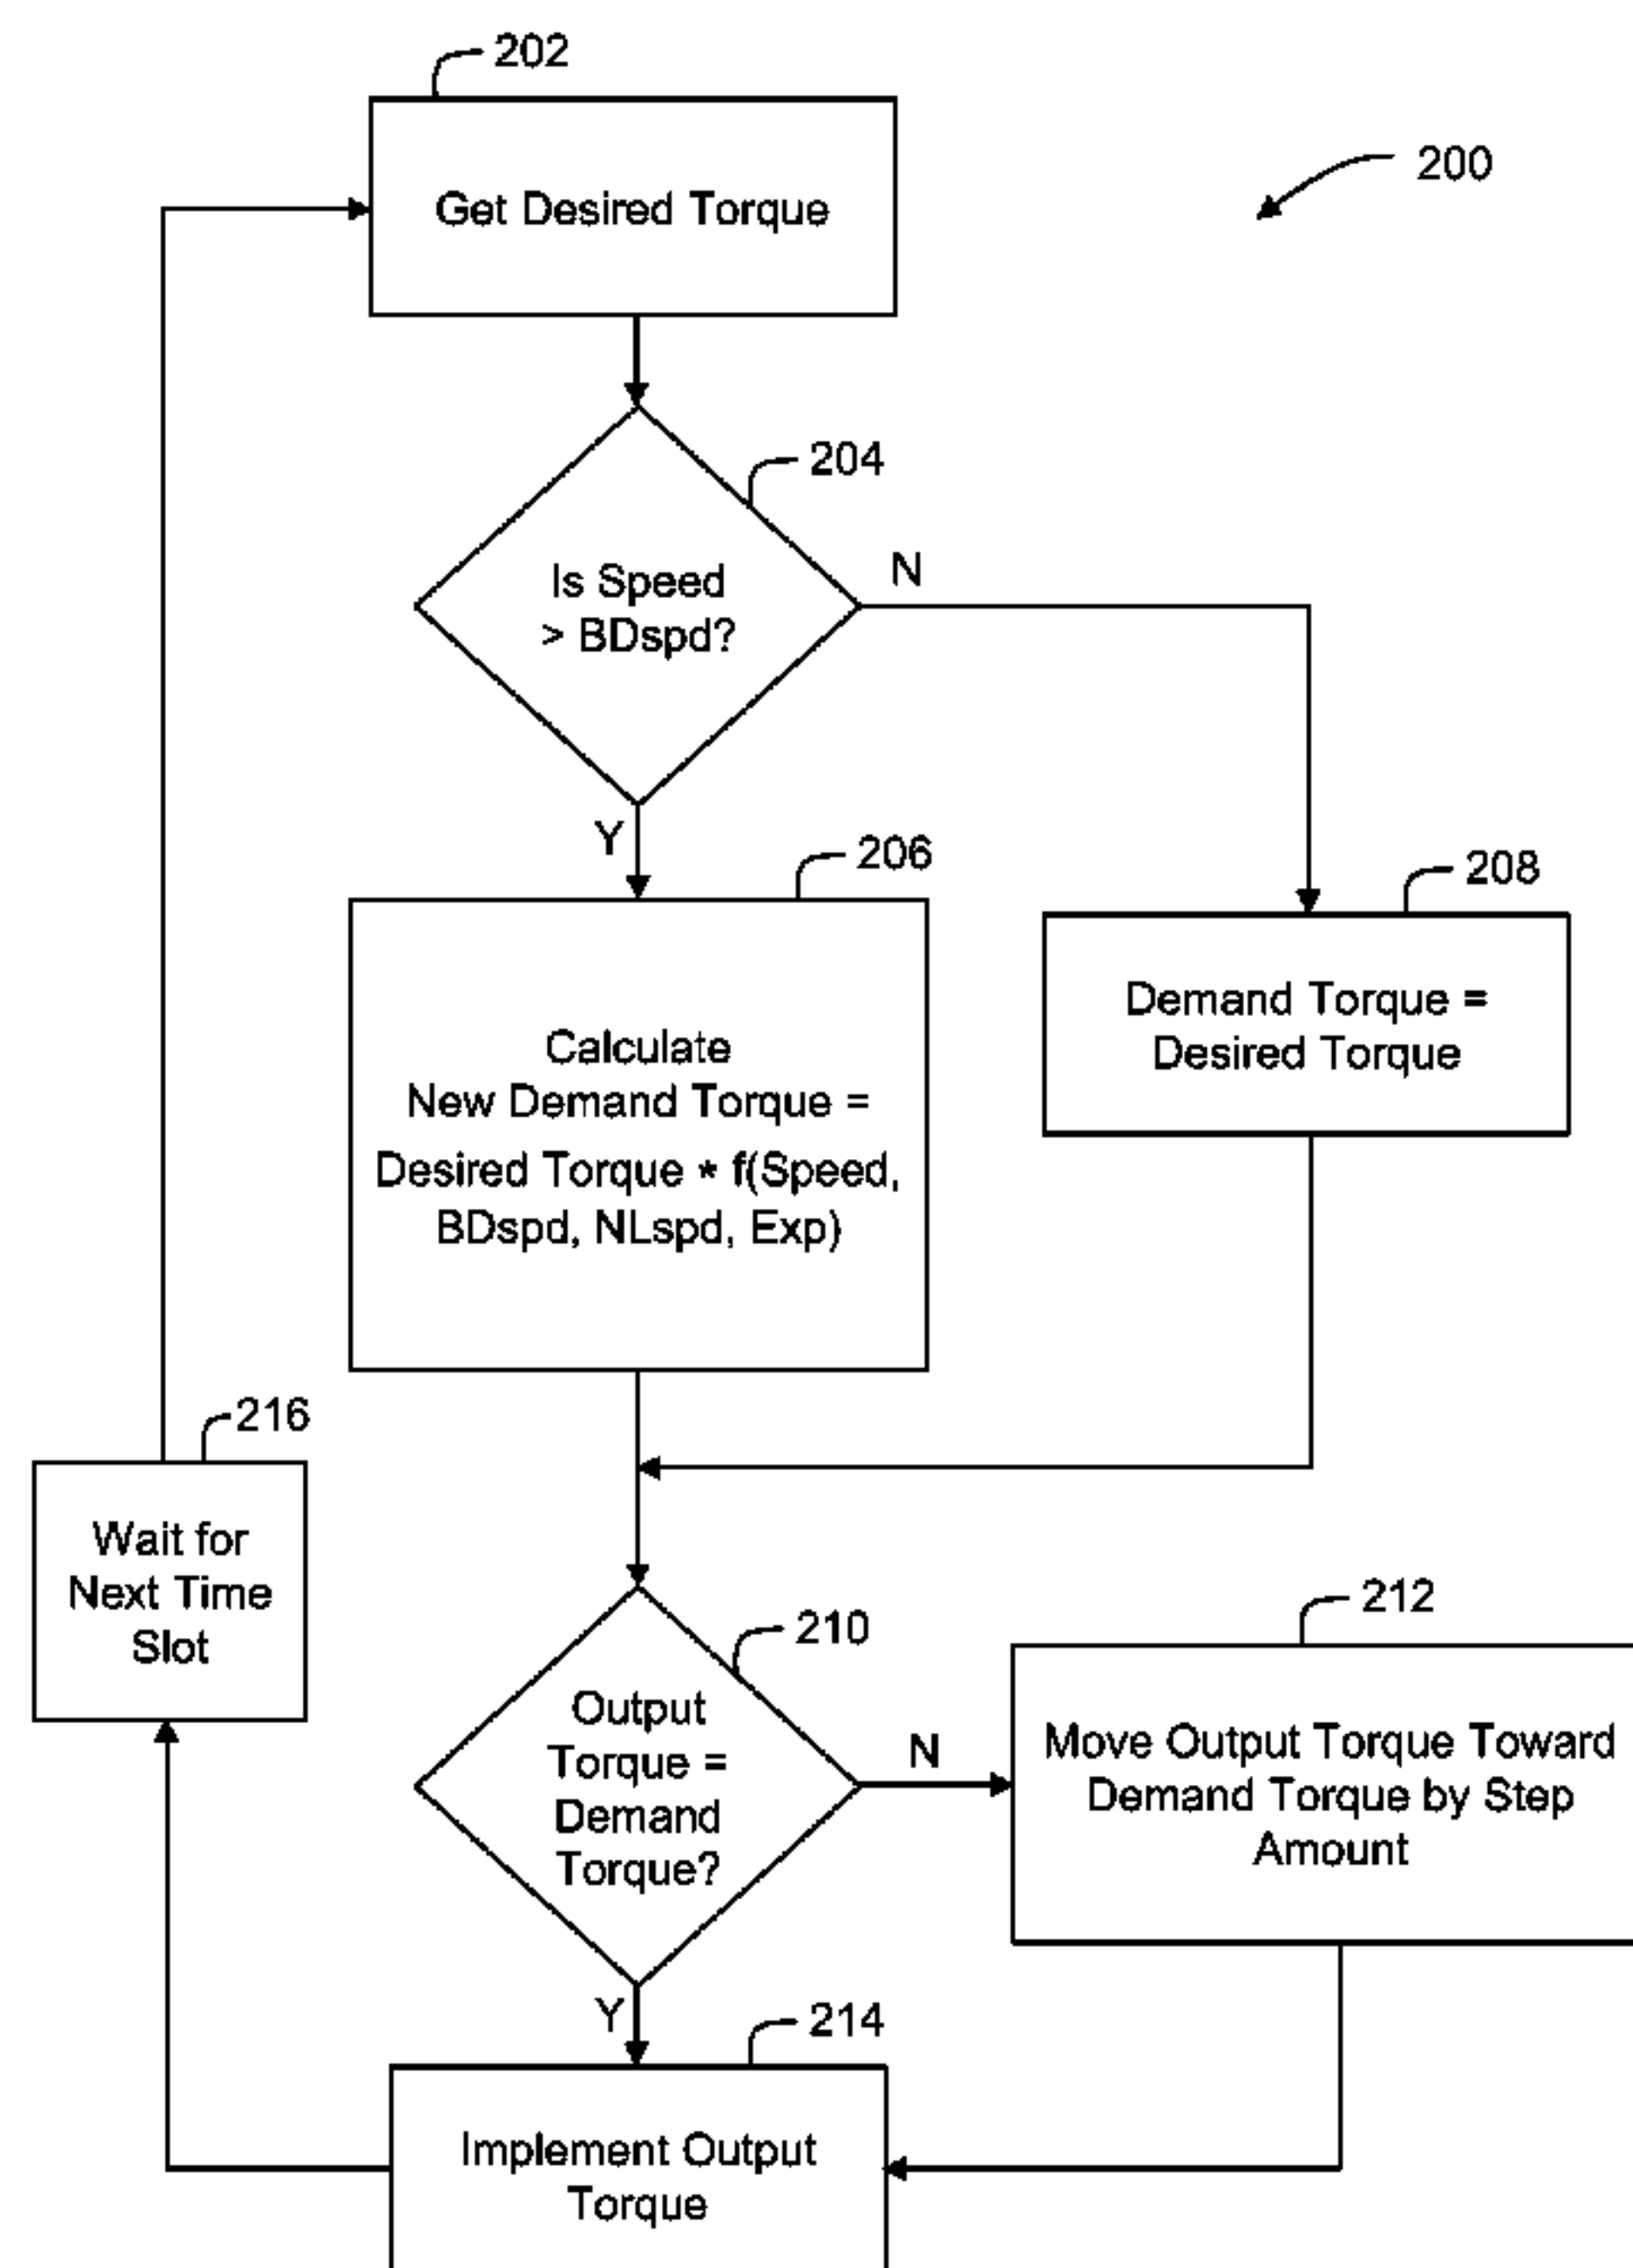 202
200
Get Desired Torque
204
Is Speed
> BDspd?
N
Y
206
208
Calculate
New Demand Torque =
Desired Torque * f(Speed,
BDspd, NLspd, Exp)
Demand Torque =
Desired Torque
216
Wait for
Next Time
Slot
210
Output
Torque =
Demand
Torque?
N
212
Move Output Torque Toward
Demand Torque by Step
Amount
Y
214
Implement Output
Torque